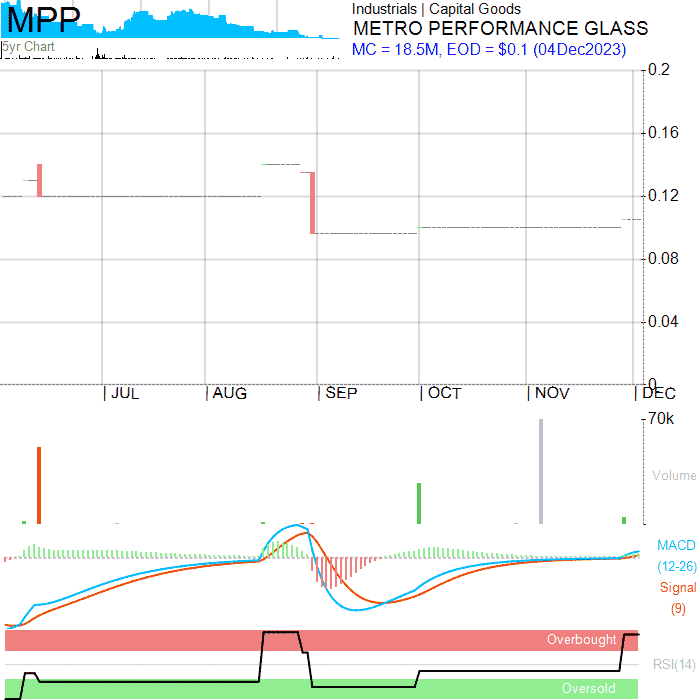 MPP
5yr Chart
Industrials | Capital Goods
METRO PERFORMANCE GLASS
MC = 18.5M, EOD = $0.1 (04Dec2023)
0.2
0.16
0.12
0.08
0.04
0
| JUL | AUG | SEP | OCT | NOV | DEC
70k
Volume
MACD
(12-26)
Signal
(9)
Overbought
RSI(14)
Oversold